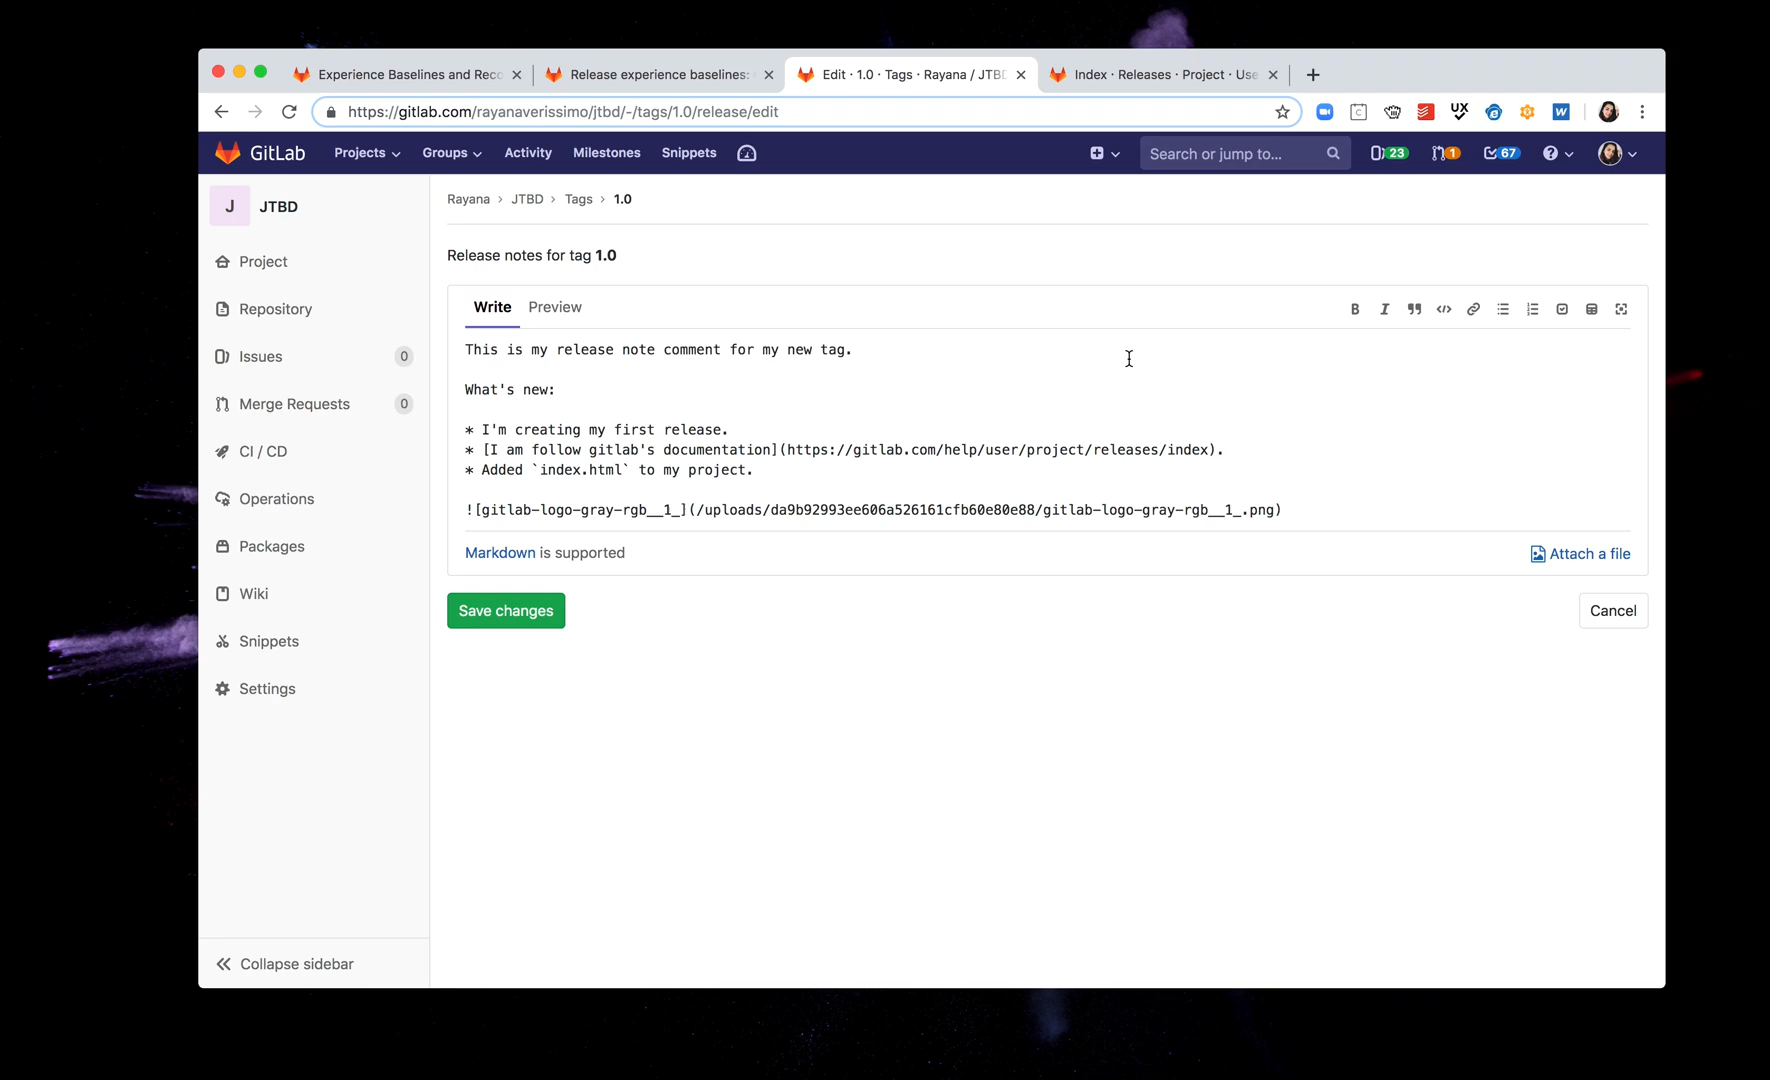 Experience Baselines and Reco
Release experience baselines:
Edit · 1.0 · Tags · Rayana / JTBD
Index · Releases · Project · Use
https://gitlab.com/rayanaverissimo/jtbd/-/tags/1.0/release/edit
UX
W
GitLab
Projects
Groups
Activity
Milestones
Snippets
Search or jump to...
23
1
67
J JTBD
Project
Repository
Issues 0
Merge Requests 0
CI / CD
Operations
Packages
Wiki
Snippets
Settings
Collapse sidebar
Rayana > JTBD > Tags > 1.0
Release notes for tag 1.0
Write Preview
This is my release note comment for my new tag.
What's new:
* I'm creating my first release.
* [I am follow gitlab's documentation](https://gitlab.com/help/user/project/releases/index).
* Added `index.html` to my project.
![gitlab-logo-gray-rgb__1_](/uploads/da9b92993ee606a526161cfb60e80e88/gitlab-logo-gray-rgb__1_.png)
Markdown is supported
Attach a file
Save changes
Cancel